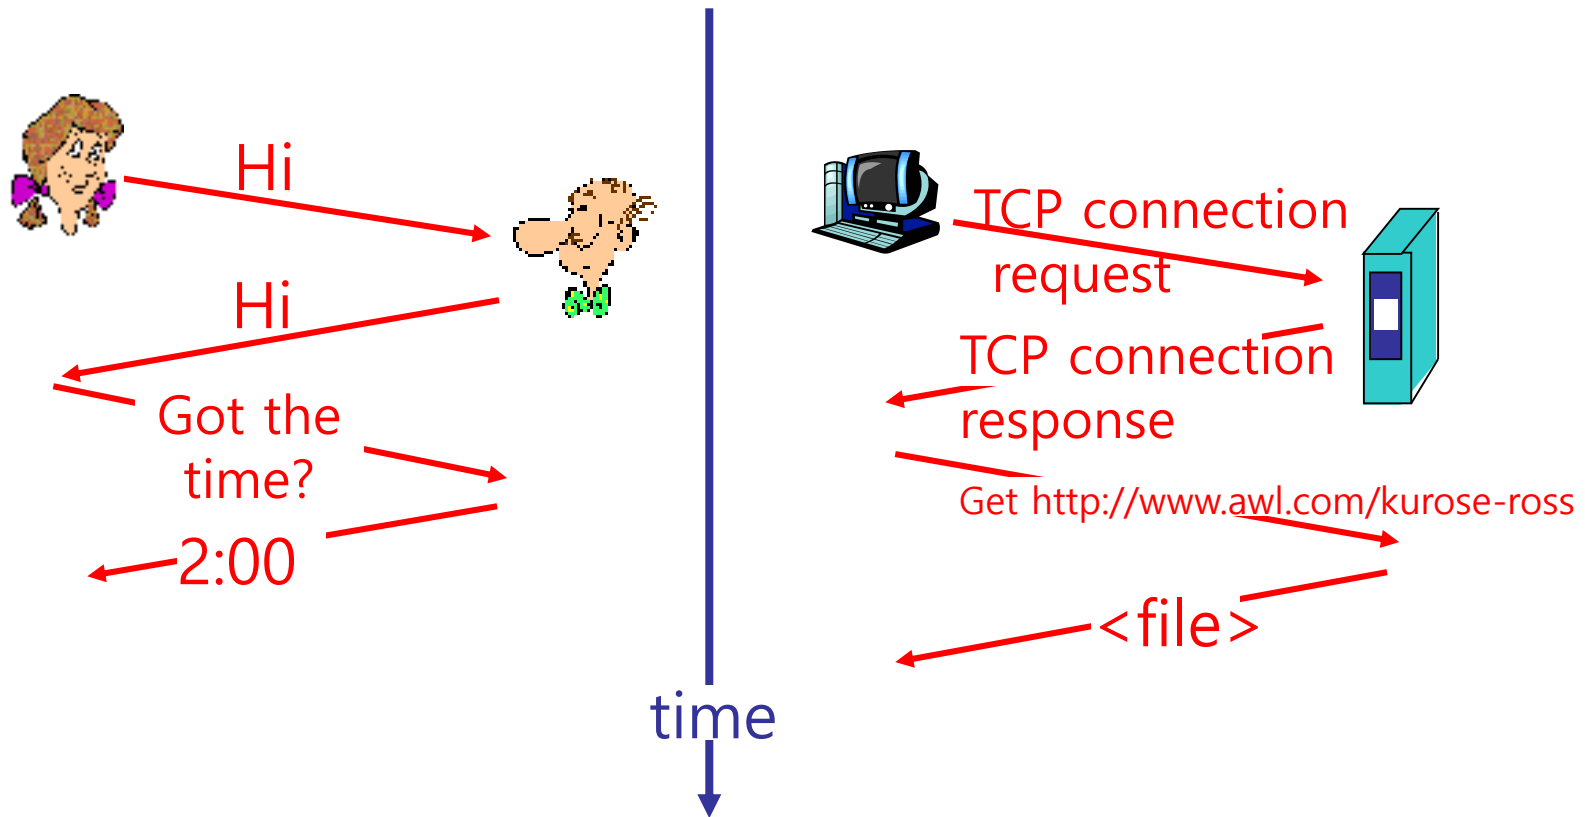 Hi
Hi
Got the
time?
2:00
time
TCP connection
request
TCP connection
response
Get http://www.awl.com/kurose-ross
<file>